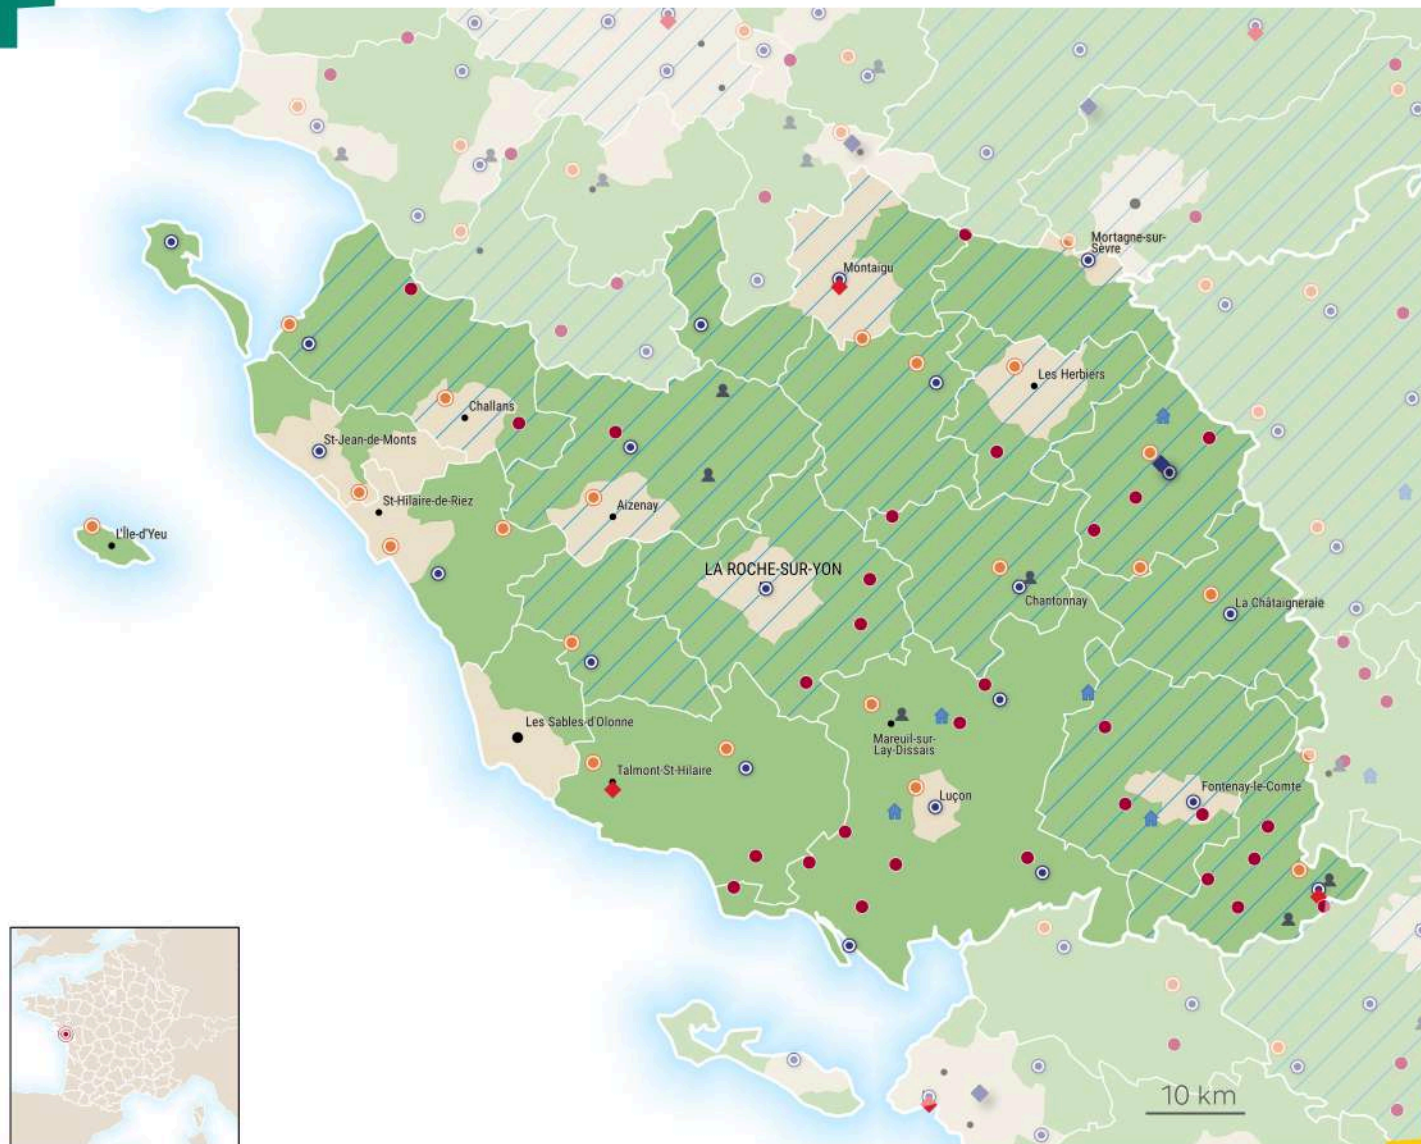 Mortagne-sur-
Sèvre
Montaigu
Les Herbiers
Challans
St-Jean-de-Monts
St-Hilaire-de-Riez
Aizenay
L'Île-d'Yeu
LA ROCHE-SUR-YON
Chantonnay
La Châtaigneraie
Les Sables-d'Olonne
Mareuil-sur-
Lay-Dissais
Talmont-St-Hilaire
Luçon
Fontenay-le-Comte
10 km